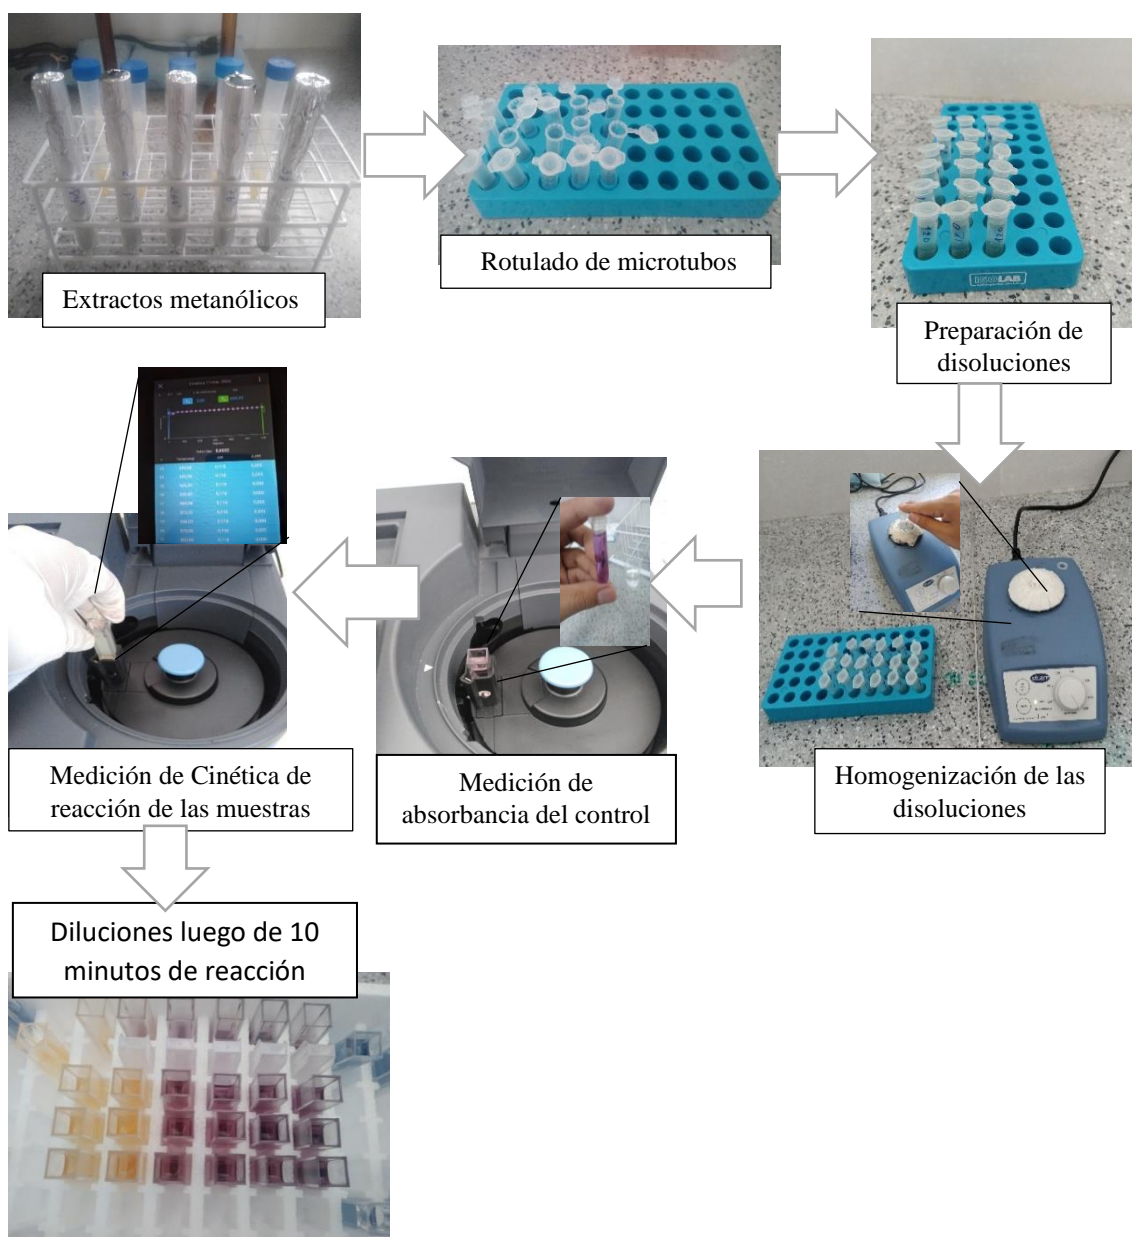 Extractos metanólicos
Rotulado de microtubos
Preparación de
disoluciones
Homogenización de las
disoluciones
Medición de
absorbancia del control
Medición de Cinética de
reacción de las muestras
Diluciones luego de 10
minutos de reacción